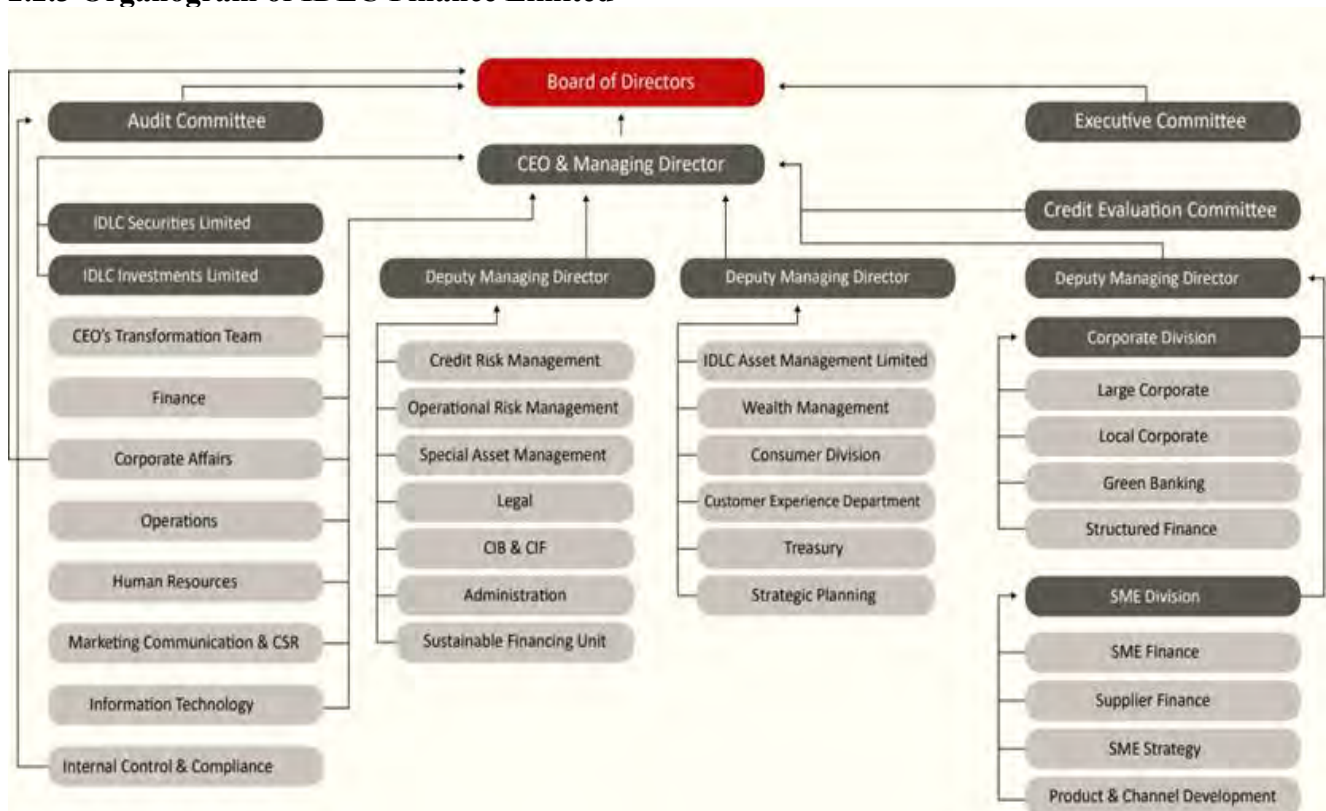 2.2.3 Organogram of IDLC Finance Limited
Board of Directors
Audit Committee
Executive Committee
CEO & Managing Director
IDLC Securities Limited
Credit Evaluation Committee
IDLC Investments Limited
Deputy Managing Director
Deputy Managing Director
Deputy Managing Director
CEO's Transformation Team
Finance
Corporate Affairs
Operations
Human Resources
Marketing Communication & CSR
Information Technology
Internal Control & Compliance
Credit Risk Management
Operational Risk Management
Special Asset Management
Legal
CIB & CIF
Administration
Sustainable Financing Unit
IDLC Asset Management Limited
Wealth Management
Consumer Division
Customer Experience Department
Treasury
Strategic Planning
Corporate Division
Large Corporate
Local Corporate
Green Banking
Structured Finance
SME Division
SME Finance
Supplier Finance
SME Strategy
Product & Channel Development